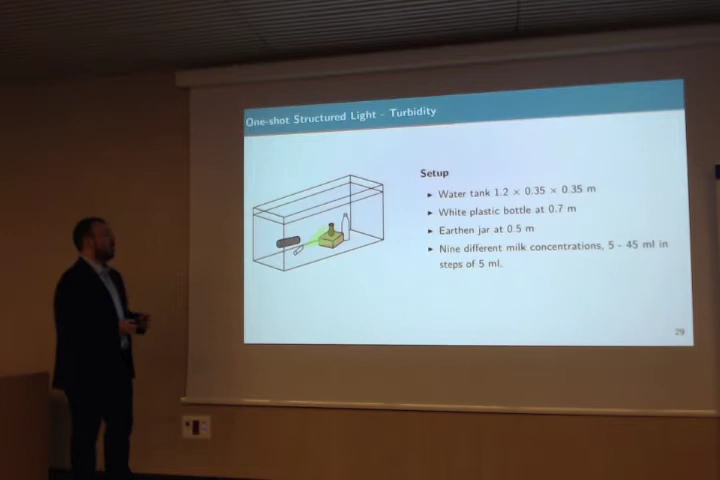 One-shot Structured Light - Turbidity
Setup
▸ Water tank 1.2 × 0.35 × 0.35 m
▸ White plastic bottle at 0.7 m
▸ Earthen jar at 0.5 m
▸ Nine different milk concentrations, 5 - 45 ml in
steps of 5 ml.
29